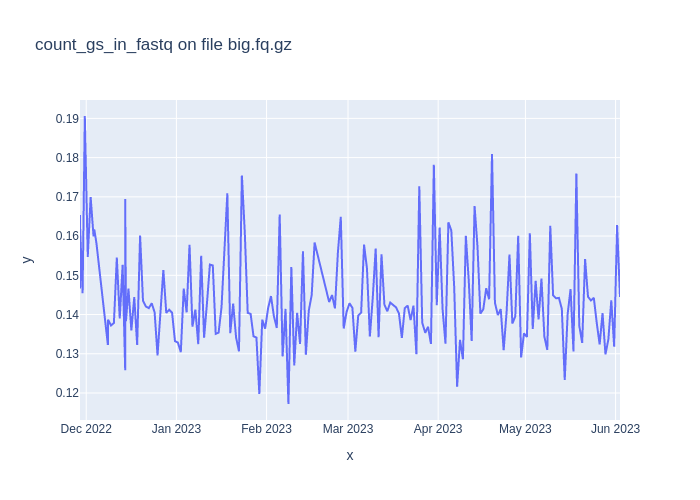 count_gs_in_fastq on file big.fq.gz
0.19
0.18
0.17
0.16
0.15
0.14
0.13
0.12
y
Dec 2022 Jan 2023 Feb 2023 Mar 2023 Apr 2023 May 2023 Jun 2023
x